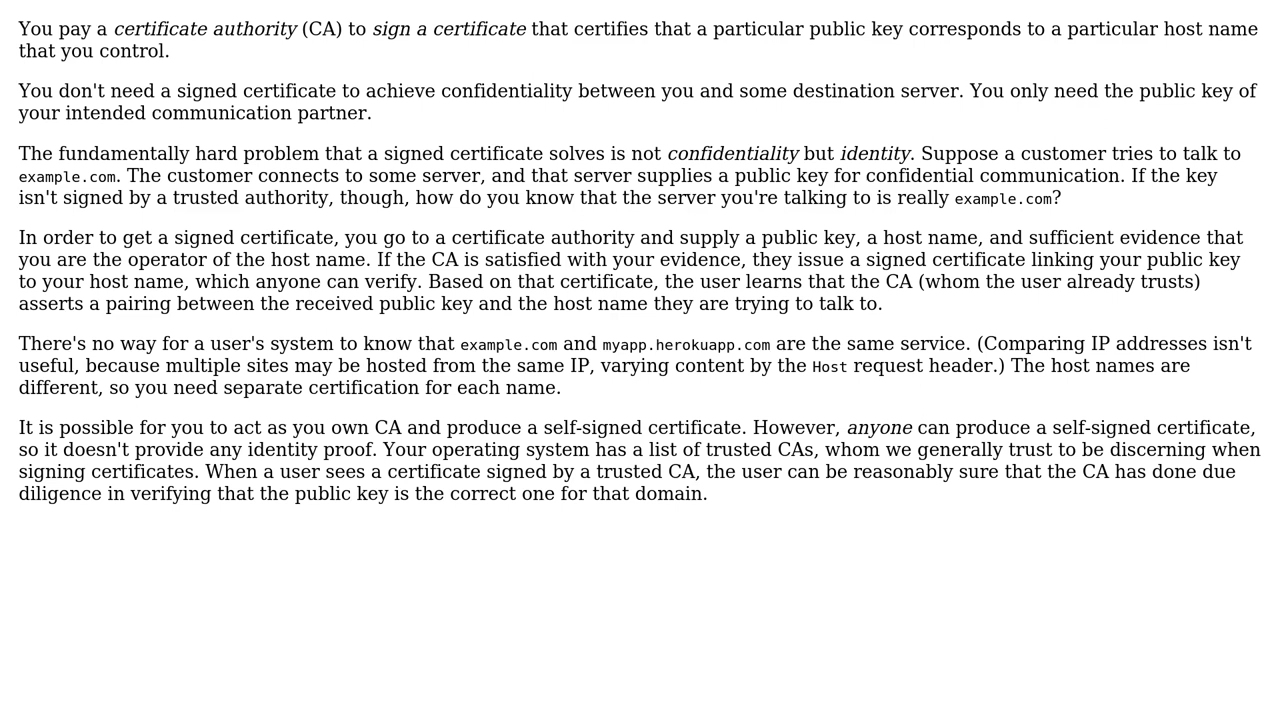 You pay a certificate authority (CA) to sign a certificate that certifies that a particular public key corresponds to a particular host name
that you control.
You don't need a signed certificate to achieve confidentiality between you and some destination server. You only need the public key of
your intended communication partner.
The fundamentally hard problem that a signed certificate solves is not confidentiality but identity. Suppose a customer tries to talk to
example.com. The customer connects to some server, and that server supplies a public key for confidential communication. If the key
isn't signed by a trusted authority, though, how do you know that the server you're talking to is really example.com?
In order to get a signed certificate, you go to a certificate authority and supply a public key, a host name, and sufficient evidence that
you are the operator of the host name. If the CA is satisfied with your evidence, they issue a signed certificate linking your public key
to your host name, which anyone can verify. Based on that certificate, the user learns that the CA (whom the user already trusts)
asserts a pairing between the received public key and the host name they are trying to talk to.
There's no way for a user's system to know that example.com and myapp.herokuapp.com are the same service. (Comparing IP addresses isn't
useful, because multiple sites may be hosted from the same IP, varying content by the Host request header.) The host names are
different, so you need separate certification for each name.
It is possible for you to act as you own CA and produce a self-signed certificate. However, anyone can produce a self-signed certificate,
so it doesn't provide any identity proof. Your operating system has a list of trusted CAs, whom we generally trust to be discerning when
signing certificates. When a user sees a certificate signed by a trusted CA, the user can be reasonably sure that the CA has done due
diligence in verifying that the public key is the correct one for that domain.